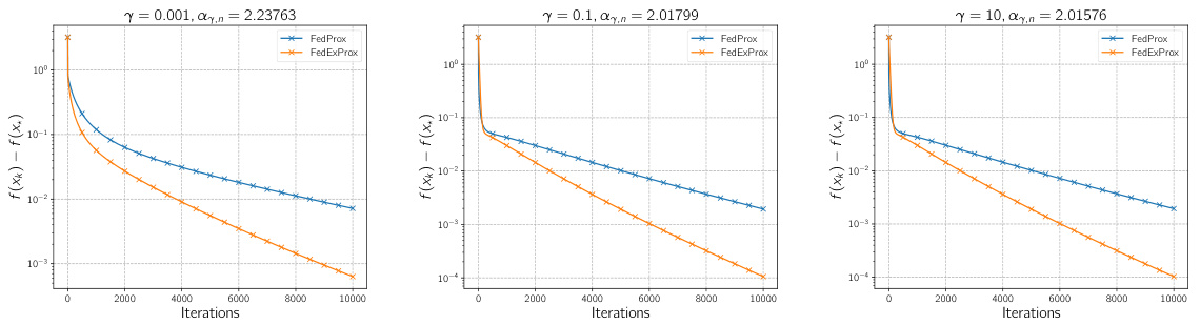 γ = 0.001, α_{γ,n} = 2.23763
FedProx
FedExProx
10^0
10^{-1}
10^{-2}
10^{-3}
f(x_k) − f(x_⋆)
0 2000 4000 6000 8000 10000
Iterations
γ = 0.1, α_{γ,n} = 2.01799
FedProx
FedExProx
10^0
10^{-1}
10^{-2}
10^{-3}
10^{-4}
f(x_k) − f(x_⋆)
0 2000 4000 6000 8000 10000
Iterations
γ = 10, α_{γ,n} = 2.01576
FedProx
FedExProx
10^0
10^{-1}
10^{-2}
10^{-3}
10^{-4}
f(x_k) − f(x_⋆)
0 2000 4000 6000 8000 10000
Iterations